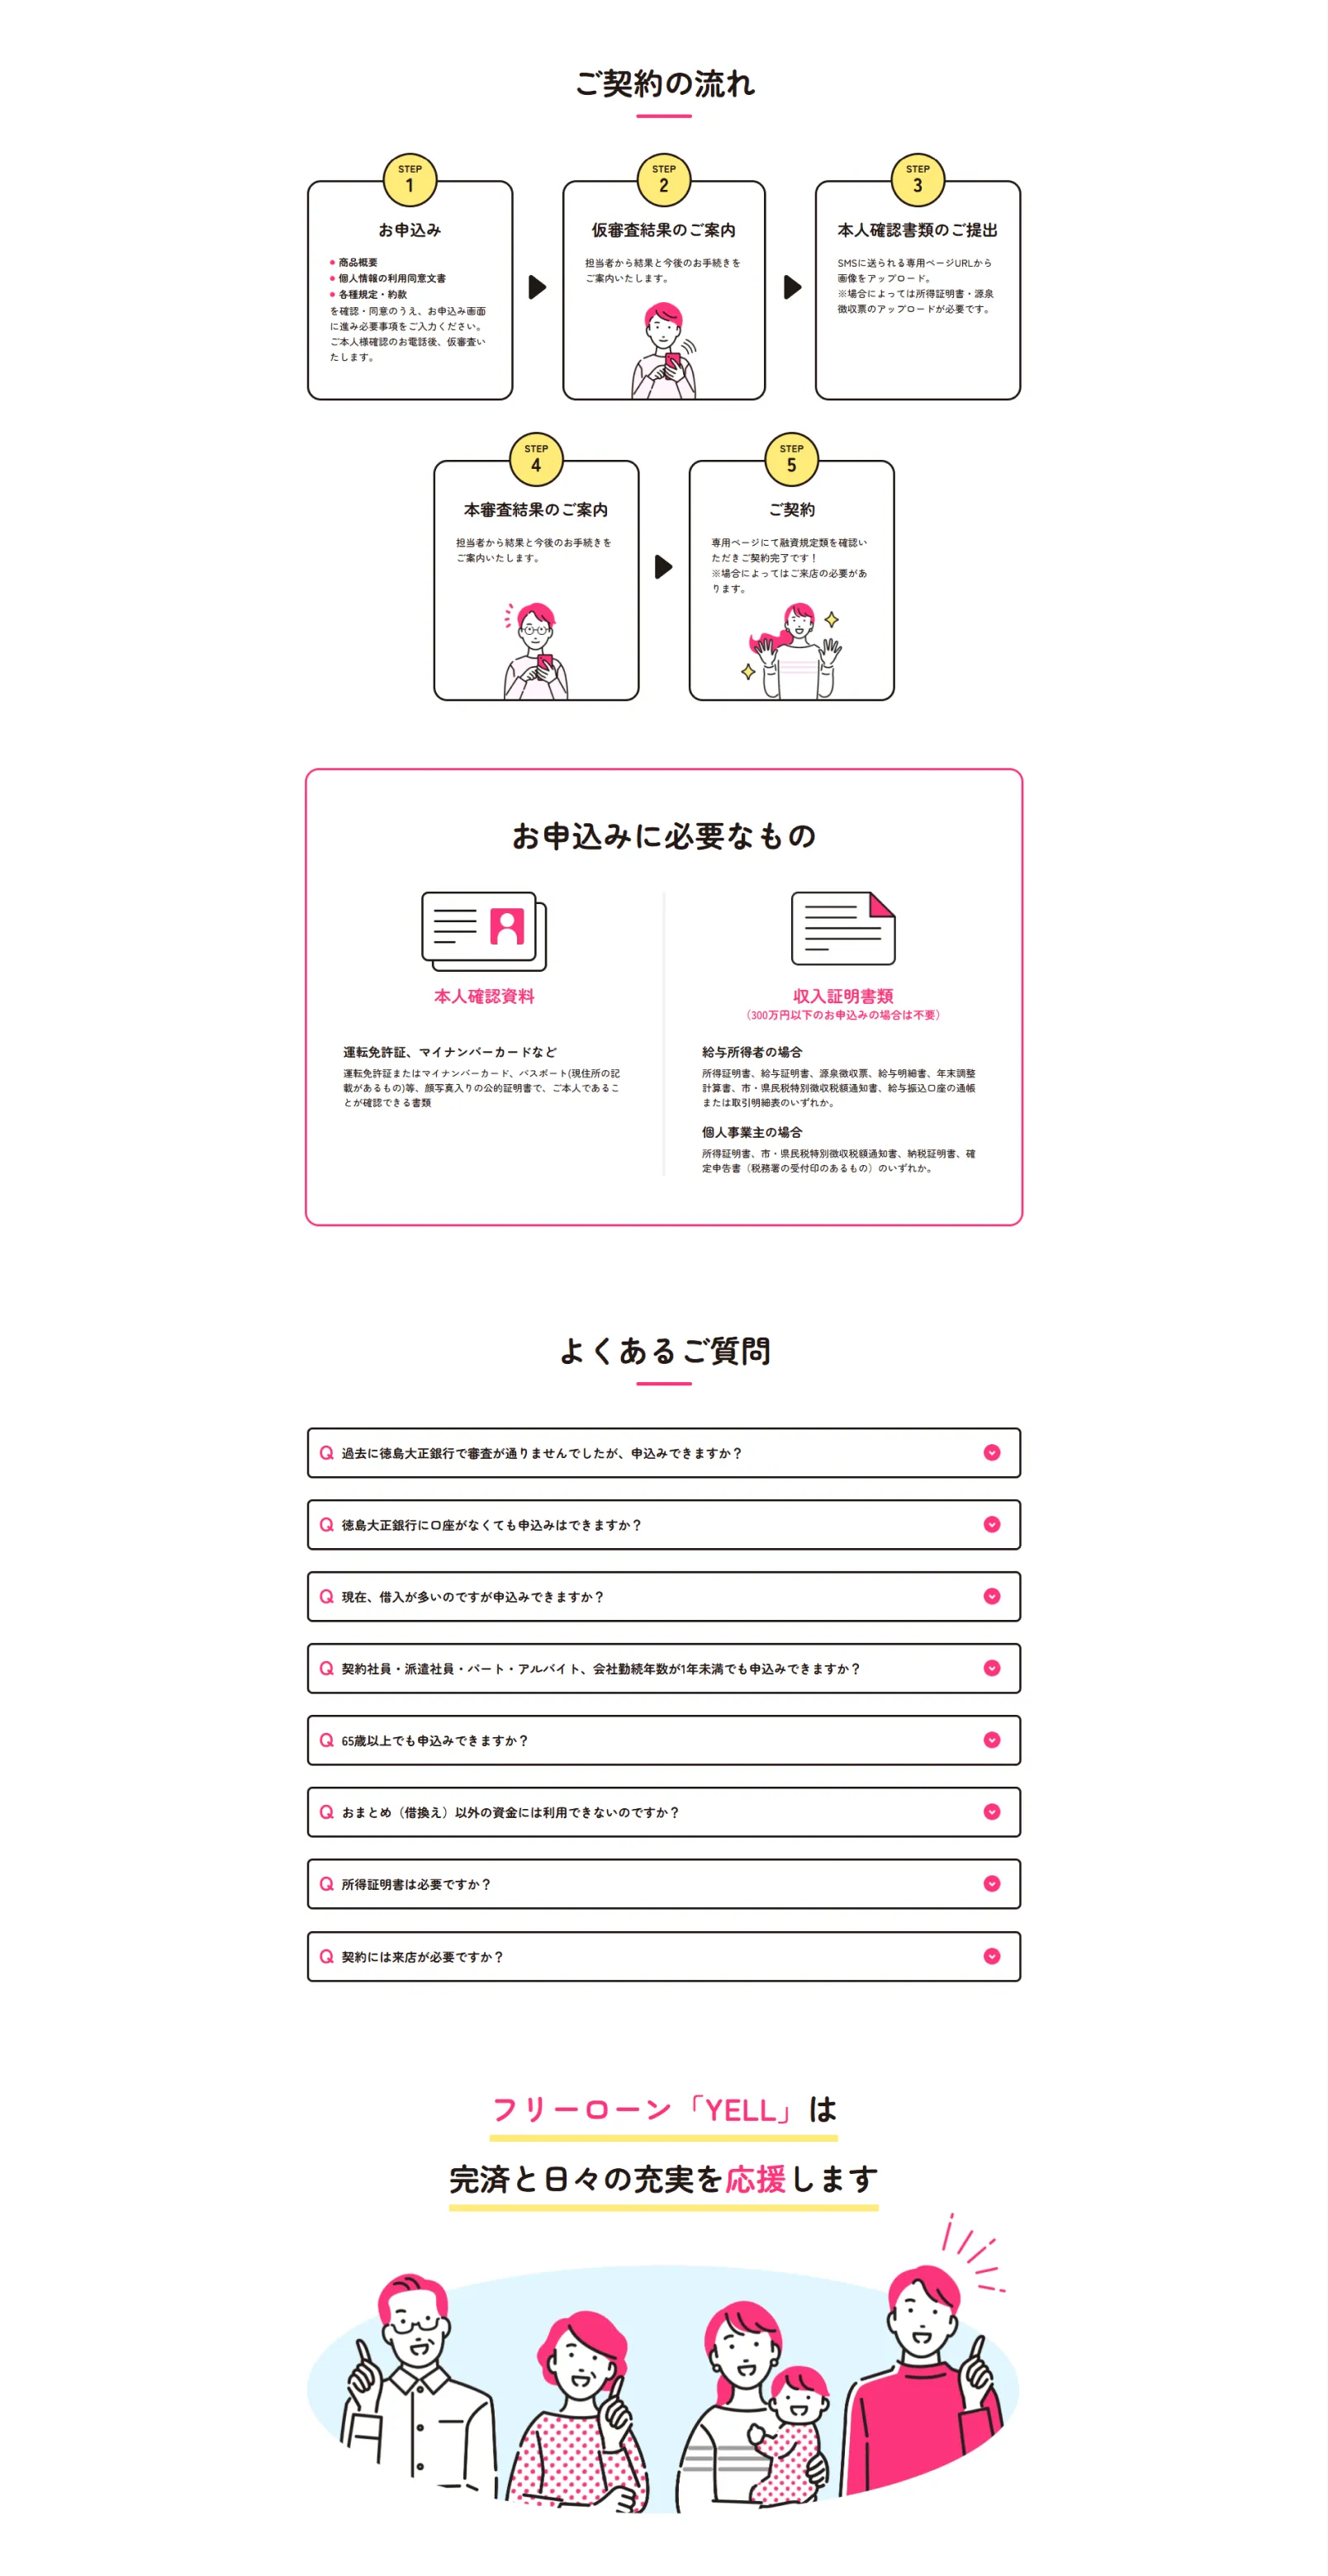 ご契約の流れ
STEP
1
お申込み
商品概要
個人情報の利用同意文書
各種規定・約款
を確認・同意のうえ、お申込み画面
に進み必要事項をご入力ください。
ご本人様確認のお電話後、仮審査い
たします。
STEP
2
仮審査結果のご案内
担当者から結果と今後のお手続きを
ご案内いたします。
STEP
3
本人確認書類のご提出
SMSに送られる専用ページURLから
画像をアップロード。
※場合によっては所得証明書・源泉
徴収票のアップロードが必要です。
STEP
4
本審査結果のご案内
担当者から結果と今後のお手続きを
ご案内いたします。
STEP
5
ご契約
専用ページにて融資規定類を確認い
ただきご契約完了です！
※場合によってはご来店の必要があ
ります。
お申込みに必要なもの
本人確認資料
運転免許証、マイナンバーカードなど
運転免許証またはマイナンバーカード、パスポート(現住所の記
載があるもの)等、顔写真入りの公的証明書で、ご本人であるこ
とが確認できる書類
収入証明書類
（300万円以下のお申込みの場合は不要）
給与所得者の場合
所得証明書、給与証明書、源泉徴収票、給与明細書、年末調整
計算書、市・県民税特別徴収税額通知書、給与振込口座の通帳
または取引明細表のいずれか。
個人事業主の場合
所得証明書、市・県民税特別徴収税額通知書、納税証明書、確
定申告書（税務署の受付印のあるもの）のいずれか。
よくあるご質問
Q 過去に徳島大正銀行で審査が通りませんでしたが、申込みできますか？
Q 徳島大正銀行に口座がなくても申込みはできますか？
Q 現在、借入が多いのですが申込みできますか？
Q 契約社員・派遣社員・パート・アルバイト、会社勤続年数が1年未満でも申込みできますか？
Q 65歳以上でも申込みできますか？
Q おまとめ（借換え）以外の資金には利用できないのですか？
Q 所得証明書は必要ですか？
Q 契約には来店が必要ですか？
フリーローン「YELL」は
完済と日々の充実を応援します